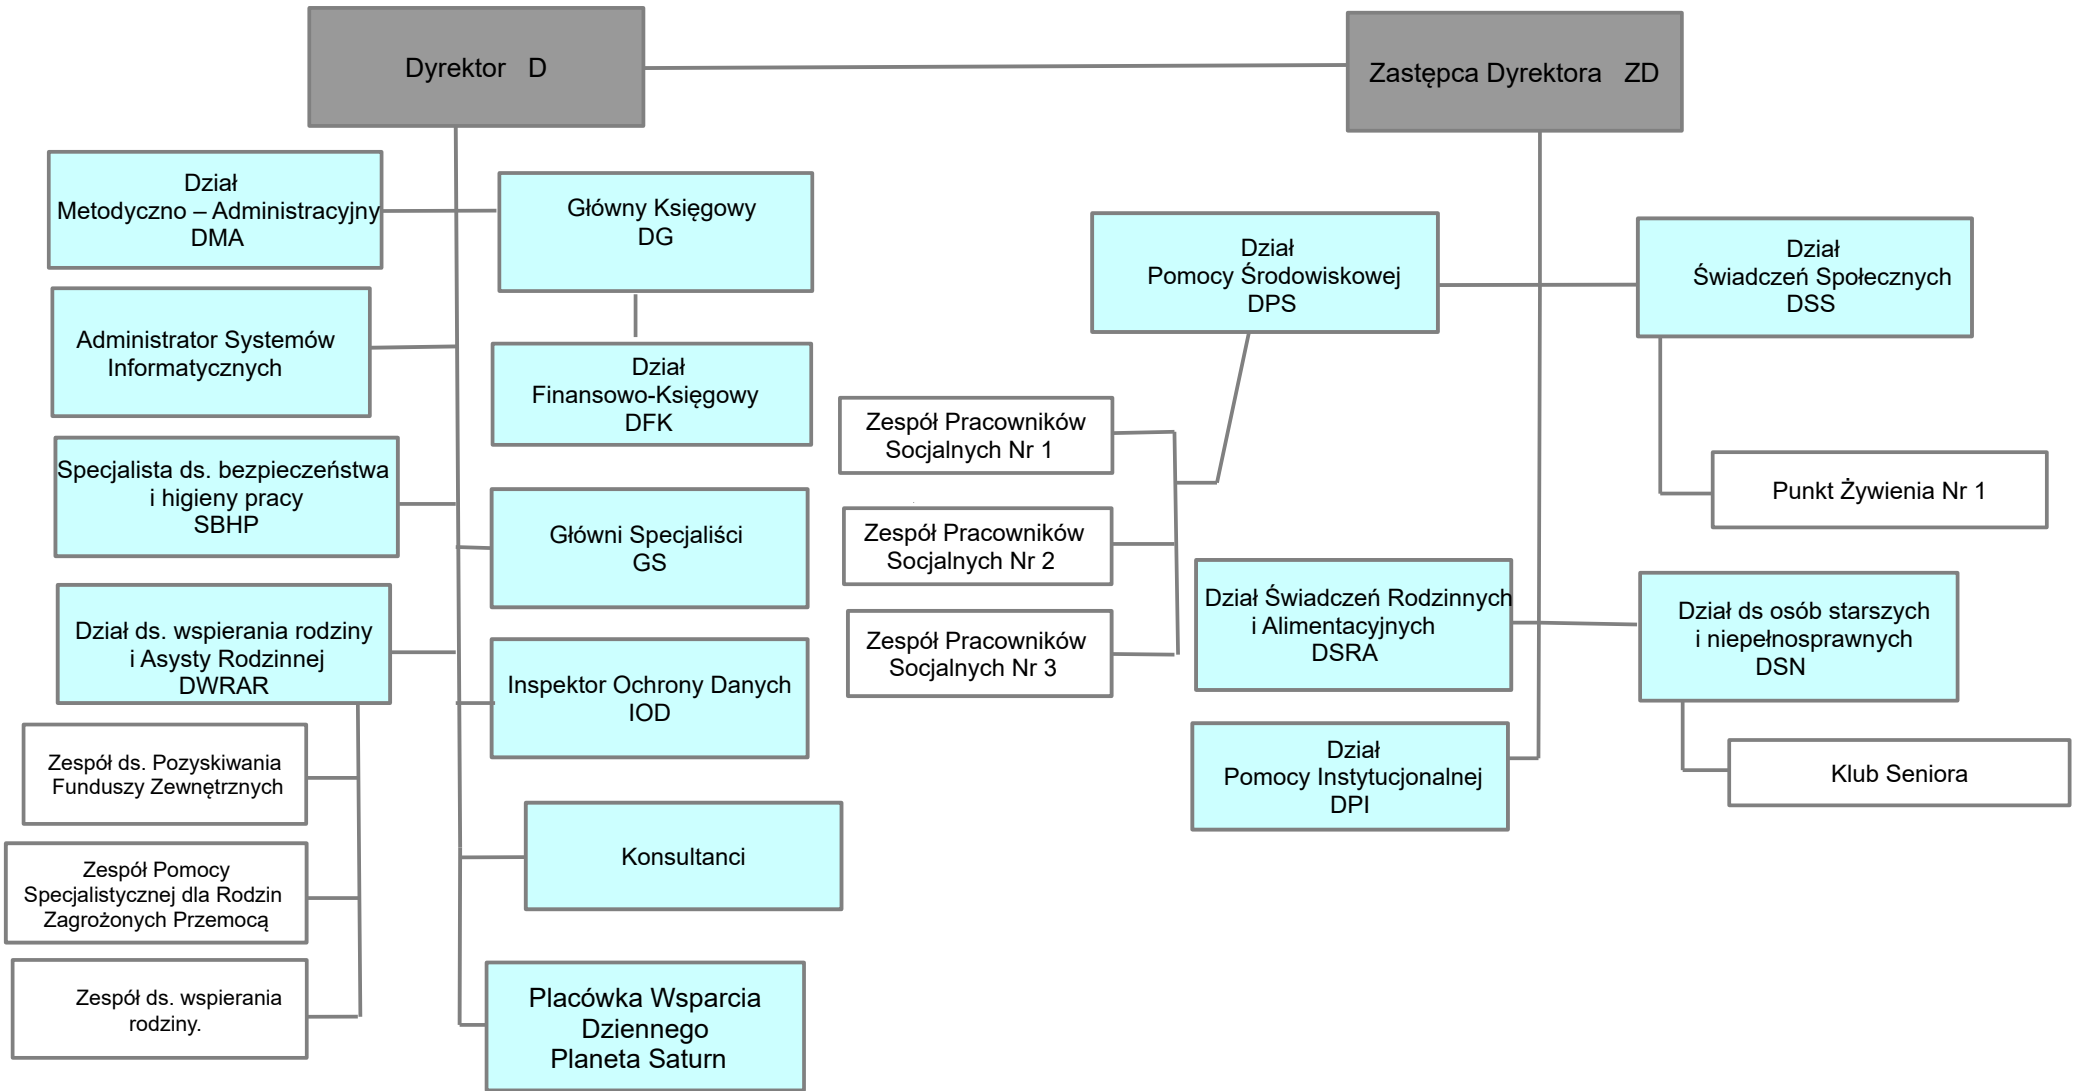 Dyrektor D
Zastępca Dyrektora ZD
Dział
Metodyczno – Administracyjny
DMA
Główny Księgowy
DG
Administrator Systemów
Informatycznych
Dział
Finansowo-Księgowy
DFK
Specjalista ds. bezpieczeństwa
i higieny pracy
SBHP
Główni Specjaliści
GS
Dział ds. wspierania rodziny
i Asysty Rodzinnej
DWRAR
Inspektor Ochrony Danych
IOD
Zespół ds. Pozyskiwania
Funduszy Zewnętrznych
Zespół Pomocy
Specjalistycznej dla Rodzin
Zagrożonych Przemocą
Zespół ds. wspierania
rodziny.
Konsultanci
Placówka Wsparcia
Dziennego
Planeta Saturn
Dział
Pomocy Środowiskowej
DPS
Dział
Świadczeń Społecznych
DSS
Zespół Pracowników
Socjalnych Nr 1
Zespół Pracowników
Socjalnych Nr 2
Zespół Pracowników
Socjalnych Nr 3
Punkt Żywienia Nr 1
Dział Świadczeń Rodzinnych
i Alimentacyjnych
DSRA
Dział ds osób starszych
i niepełnosprawnych
DSN
Dział
Pomocy Instytucjonalnej
DPI
Klub Seniora